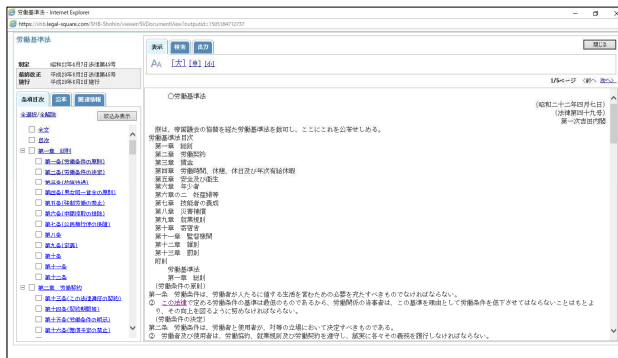 労働基準法 - Internet Explorer
https://shb.legal-square.com/SHB-Shohin/viewer/SVDocumentView?outputid=1505184712737
労働基準法
制定 昭和22年4月7日法律第49号
最終改正
施行 平成29年6月2日施行
表示 検索 出力
閉じる
[大] [中] [小]
1/5ページ <前へ 次へ>
条項目次 沿革 関連情報
全選択/全解除 絞込み表示
全文
目次
第一章 総則
第一条(労働条件の原則)
第二条(労働条件の決定)
第三条(均等待遇)
第四条(男女同一賃金の原則)
第五条(強制労働の禁止)
第六条(中間搾取の排除)
第七条(公民権行使の保障)
第八条
第九条(定義)
第十条
第十一条
第十二条
第二章 労働契約
第十三条(この法律違反の契約)
第十四条(契約期間等)
第十五条(労働条件の明示)
第十六条(賠償予定の禁止)
○労働基準法
(昭和二十二年四月七日)
(法律第四十九号)
第一次吉田内閣
朕は、帝国議会の協賛を経た労働基準法を裁可し、ここにこれを公布せしめる。
労働基準法目次
第一章 総則
第二章 労働契約
第三章 賃金
第四章 労働時間、休憩、休日及び年次有給休暇
第五章 安全及び衛生
第六章 年少者
第六章の二 妊産婦等
第七章 技能者の養成
第八章 災害補償
第九章 就業規則
第十章 寄宿舎
第十一章 監督機関
第十二章 雑則
第十三章 罰則
附則
労働基準法
第一章 総則
(労働条件の原則)
第一条 労働条件は、労働者が人たるに値する生活を営むための必要を充たすべきものでなければならない。
② この法律で定める労働条件の基準は最低のものであるから、労働関係の当事者は、この基準を理由として労働条件を低下させてはならないことはもとよ
り、その向上を図るように努めなければならない。
(労働条件の決定)
第二条 労働条件は、労働者と使用者が、対等の立場において決定すべきものである。
② 労働者及び使用者は、労働協約、就業規則及び労働契約を遵守し、誠実に各々その義務を履行しなければならない。